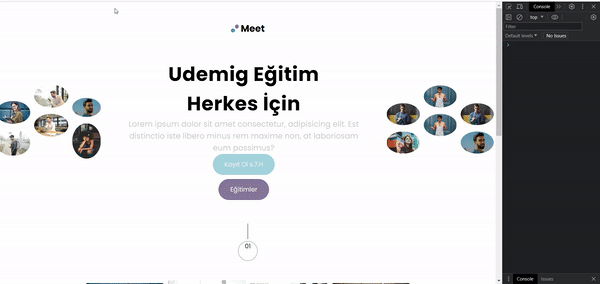 Meet
Udemig Eğitim
Herkes İçin
Lorem ipsum dolor sit amet consectetur, adipisicing elit. Est
distinctio iste libero minus rem maxime non, at laboriosam
eum possimus?
Kayıt Ol s.7.H
Eğitimler
01
Console
top
Filter
Default levels
No Issues
Console
Issues